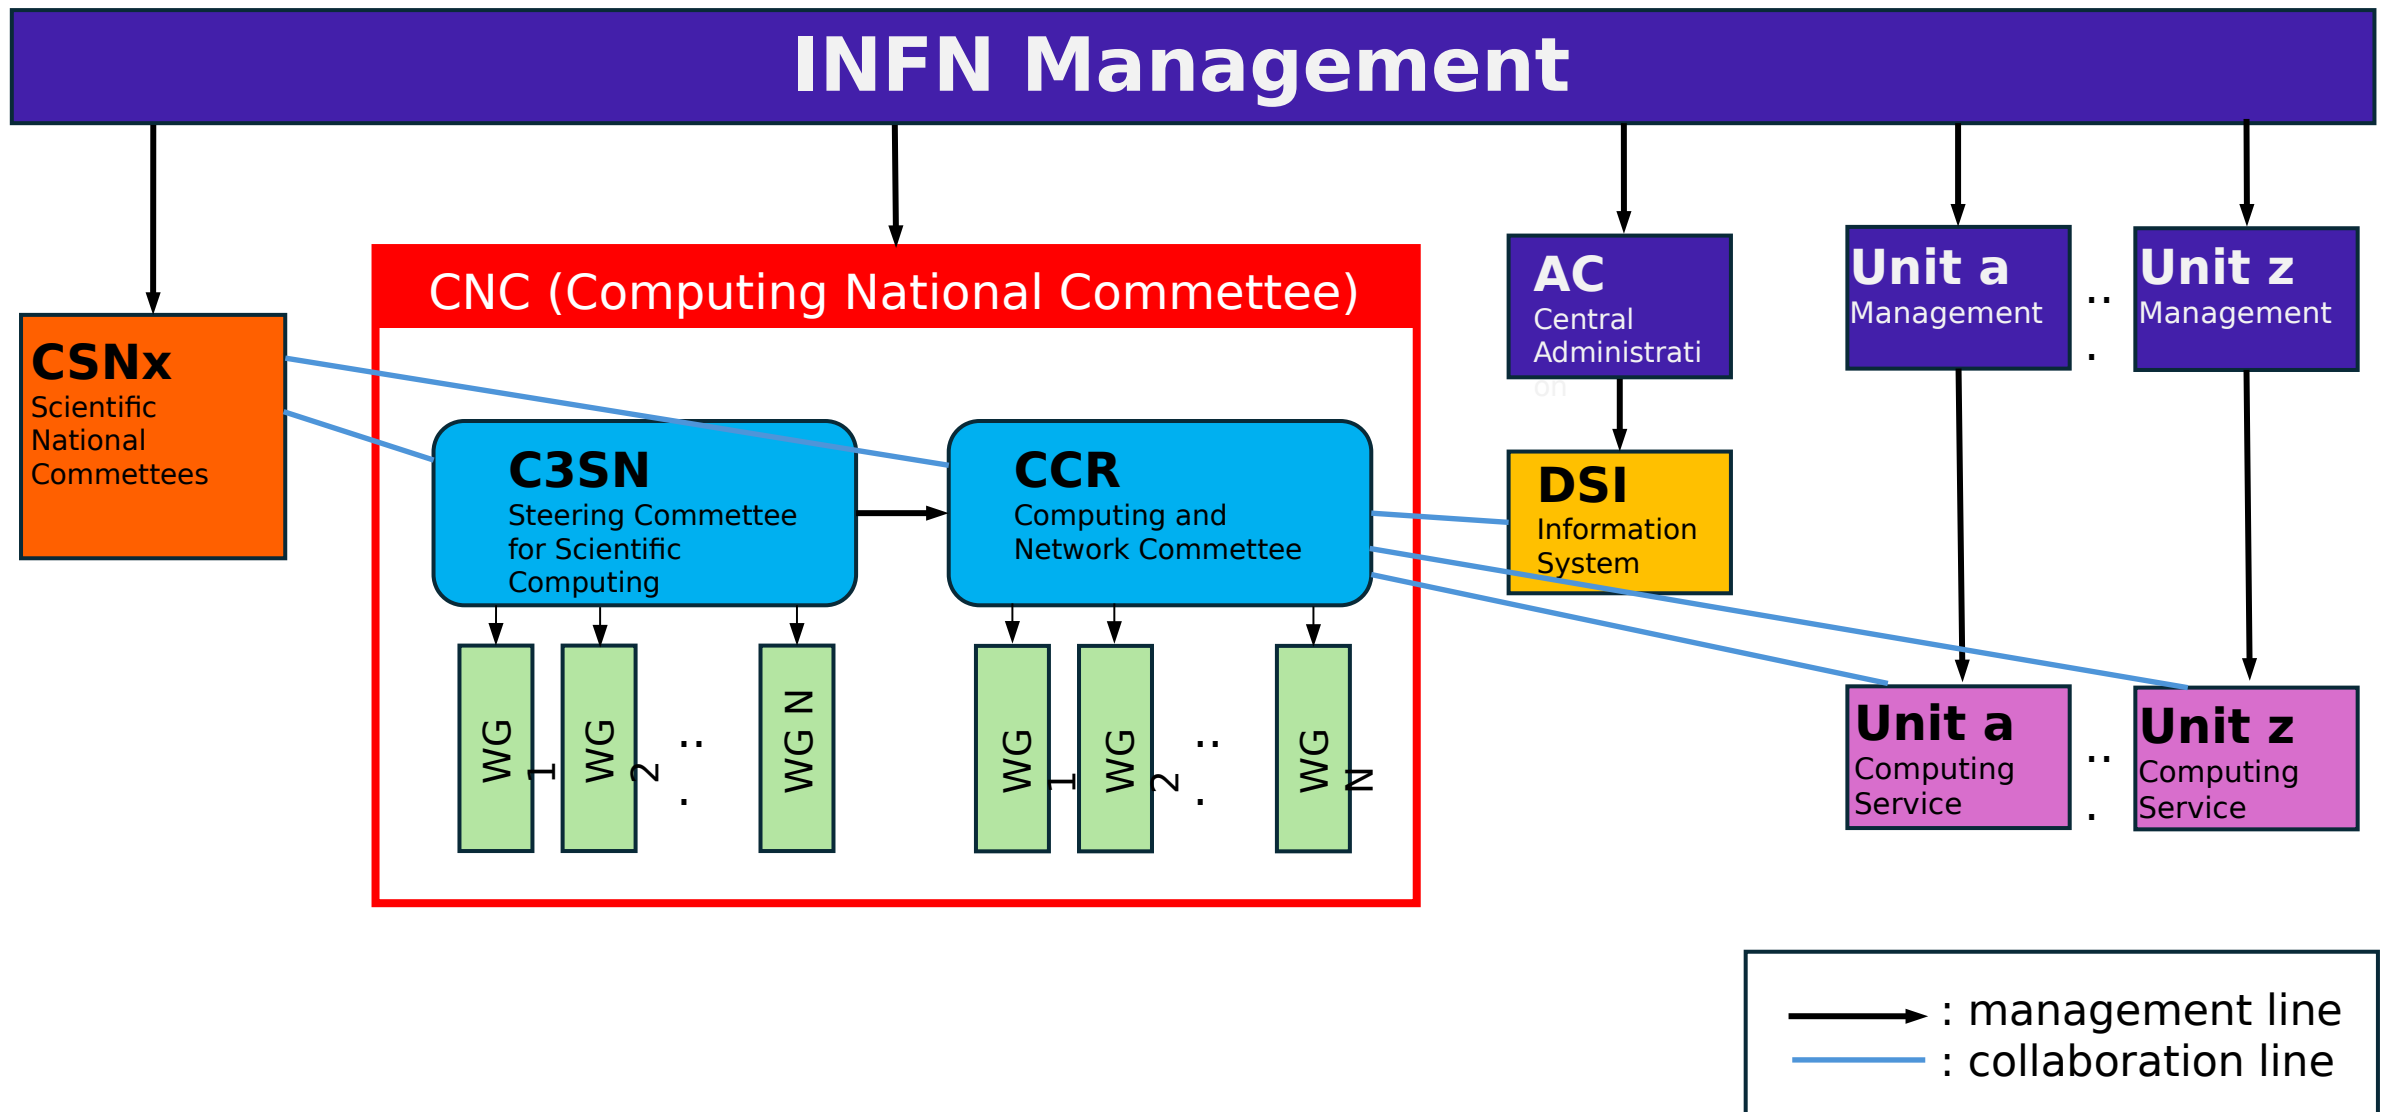 INFN Management
CSNx
Scientific
National
Commettees
CNC (Computing National Committee)
C3SN
Steering Commettee
for Scientific
Computing
CCR
Computing and
Network Commettee
WG
1
WG
2
..
.
WG N
WG
1
WG
2
..
.
WG
N
AC
Central
Administrati
on
DSI
Information
System
Unit a
Management
..
.
Unit z
Management
Unit a
Computing
Service
..
.
Unit z
Computing
Service
: management line
: collaboration line